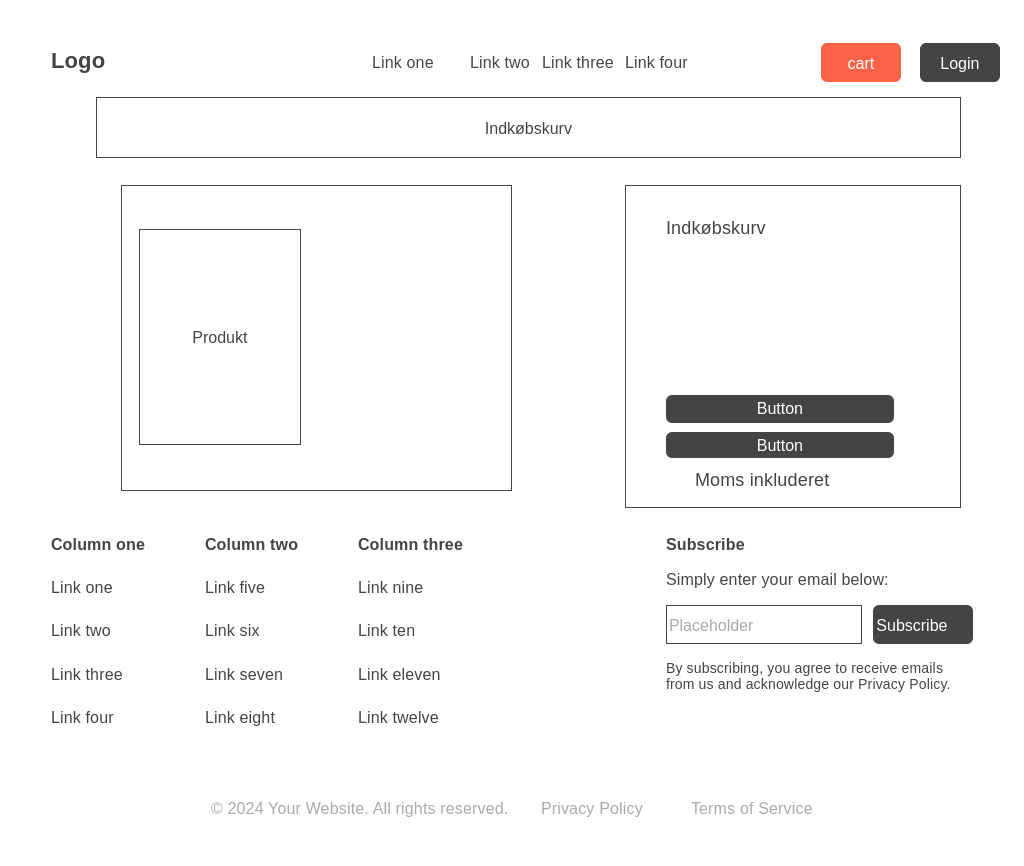 Logo
Link one Link two Link three Link four
cart
Login
Indkøbskurv
Produkt
Indkøbskurv
Button
Button
Moms inkluderet
Column one
Link one
Link two
Link three
Link four
Column two
Link five
Link six
Link seven
Link eight
Column three
Link nine
Link ten
Link eleven
Link twelve
Subscribe
Simply enter your email below:
Placeholder
Subscribe
By subscribing, you agree to receive emails
from us and acknowledge our Privacy Policy.
© 2024 Your Website. All rights reserved. Privacy Policy Terms of Service